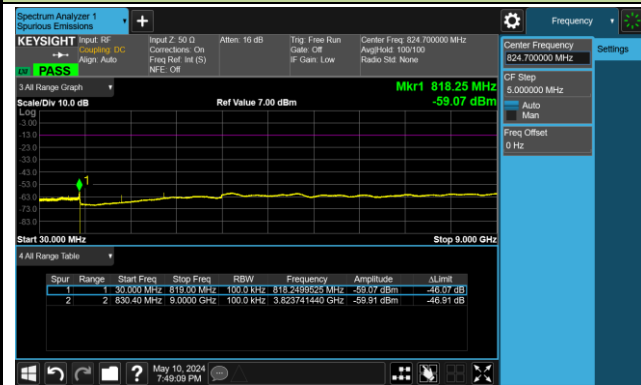 Spectrum Analyzer 1
Spurious Emissions
Frequency
KEYSIGHT
Input: RF
Coupling: DC
Align: Auto
Input Z: 50 Ω
Corrections: On
Freq Ref: Int (S)
NFE: Off
Atten: 16 dB
Trig: Free Run
Gate: Off
IF Gain: Low
Center Freq: 824.700000 MHz
Avg|Hold: 100/100
Radio Std: None
PASS
Center Frequency
824.700000 MHz
Settings
CF Step
5.000000 MHz
Auto
Man
Freq Offset
0 Hz
3 All Range Graph
Mkr1 818.25 MHz
Scale/Div 10.0 dB
Ref Value 7.00 dBm
-59.07 dBm
Log
-3.00
-13.0
-23.0
-33.0
-43.0
-53.0
-63.0
-73.0
-83.0
1
Start 30.000 MHz
Stop 9.000 GHz
4 All Range Table
Spur Range Start Freq Stop Freq RBW Frequency Amplitude ΔLimit
1 1 30.000 MHz 819.00 MHz 100.0 kHz 818.2499525 MHz -59.07 dBm -46.07 dB
2 2 830.40 MHz 9.0000 GHz 100.0 kHz 3.823741440 GHz -59.91 dBm -46.91 dB
May 10, 2024
7:49:09 PM